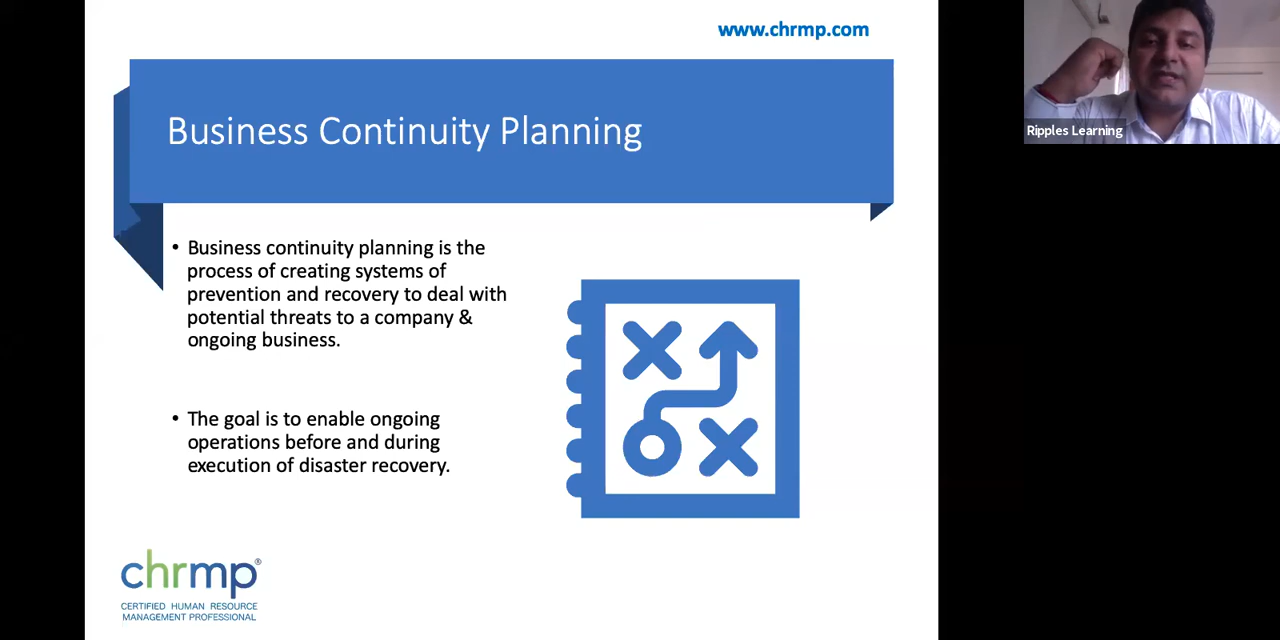 www.chrmp.com
Ripples Learning
Business Continuity Planning
• Business continuity planning is the
process of creating systems of
prevention and recovery to deal with
potential threats to a company &
ongoing business.
• The goal is to enable ongoing
operations before and during
execution of disaster recovery.
chrmp®
CERTIFIED HUMAN RESOURCE
MANAGEMENT PROFESSIONAL